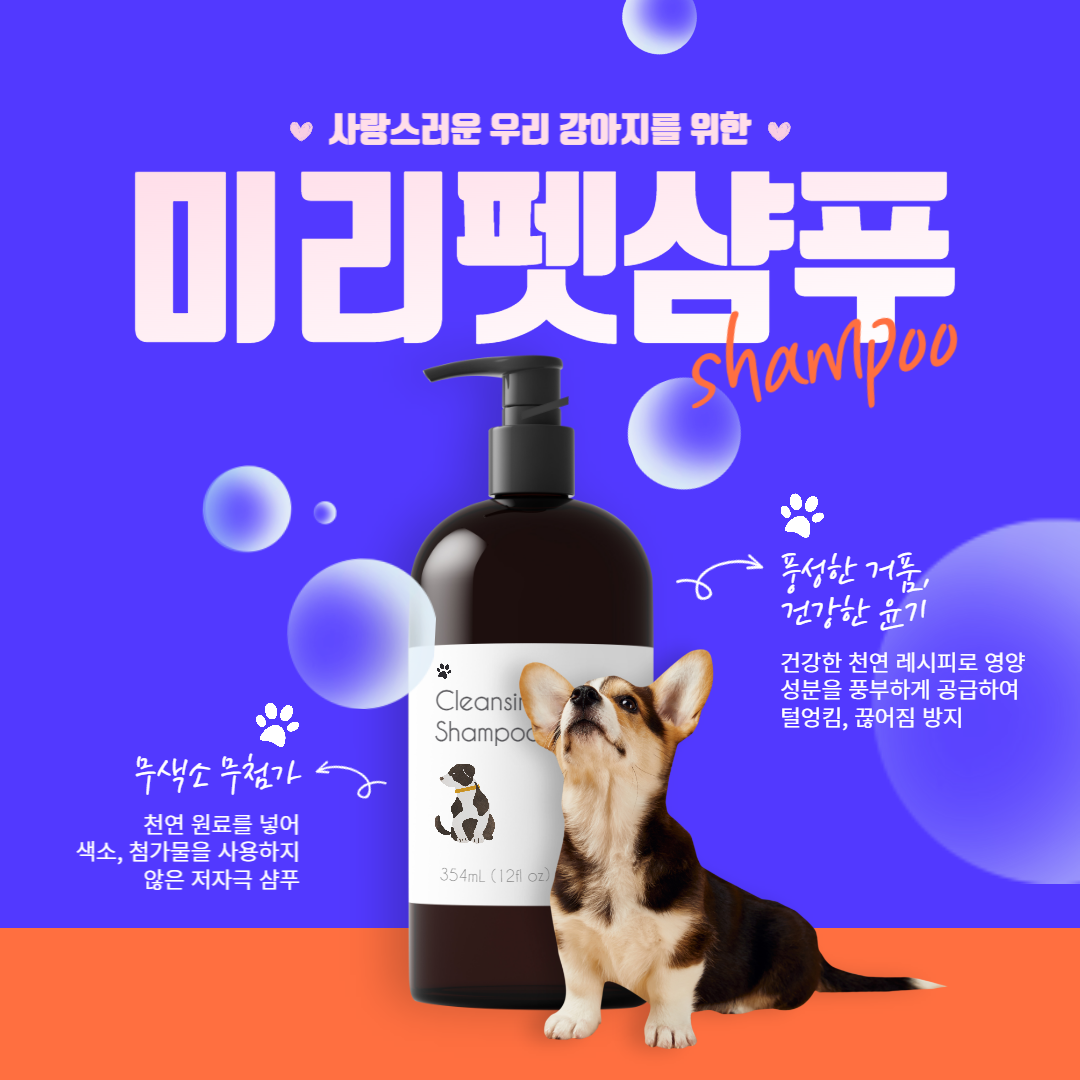 사랑스러운 우리 강아지를 위한
미리펫샴푸
shampoo
풍성한 거품,
건강한 윤기
건강한 천연 레시피로 영양
성분을 풍부하게 공급하여
털엉킴, 끊어짐 방지
Cleansin
Shampoo
354mL (12fl oz)
무색소 무첨가
천연 원료를 넣어
색소, 첨가물을 사용하지
않은 저자극 샴푸